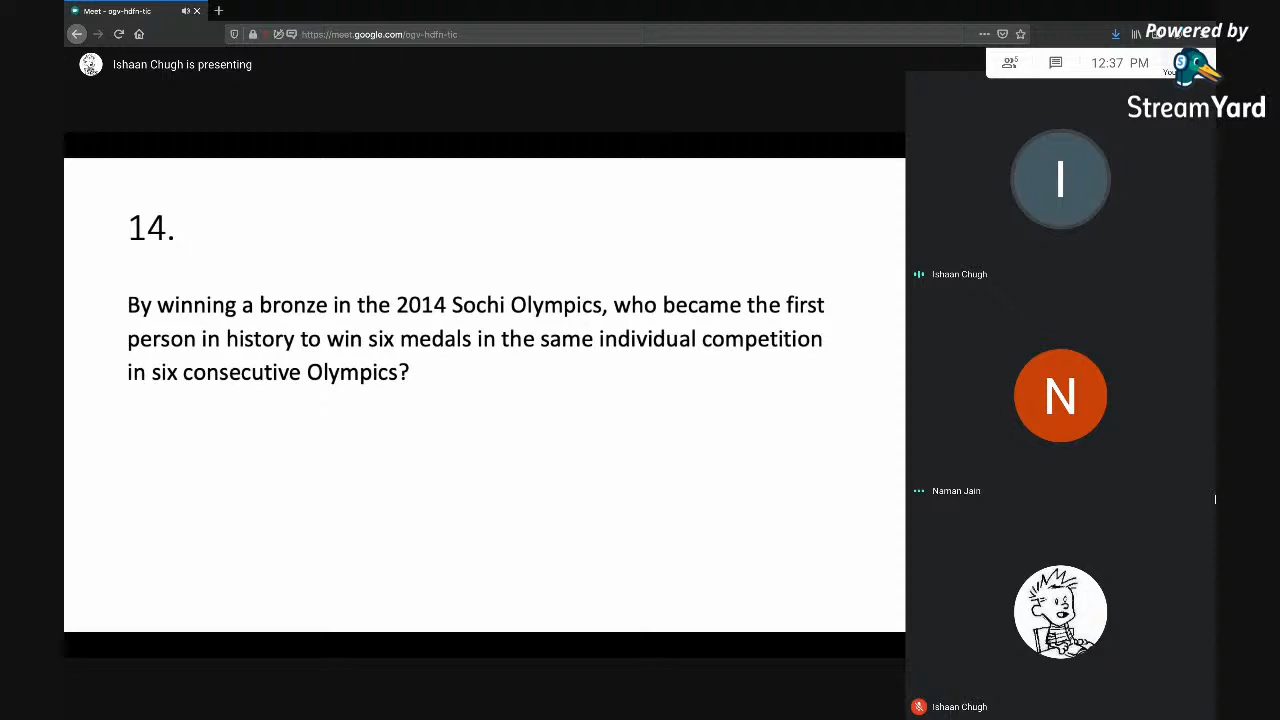 Meet - ogv-hdfn-tic
https://meet.google.com/ogv-hdfn-tic
Powered by
StreamYard
Ishaan Chugh is presenting
5
12:37 PM
You
I
Ishaan Chugh
14.
By winning a bronze in the 2014 Sochi Olympics, who became the first
person in history to win six medals in the same individual competition
in six consecutive Olympics?
N
Naman Jain
Ishaan Chugh